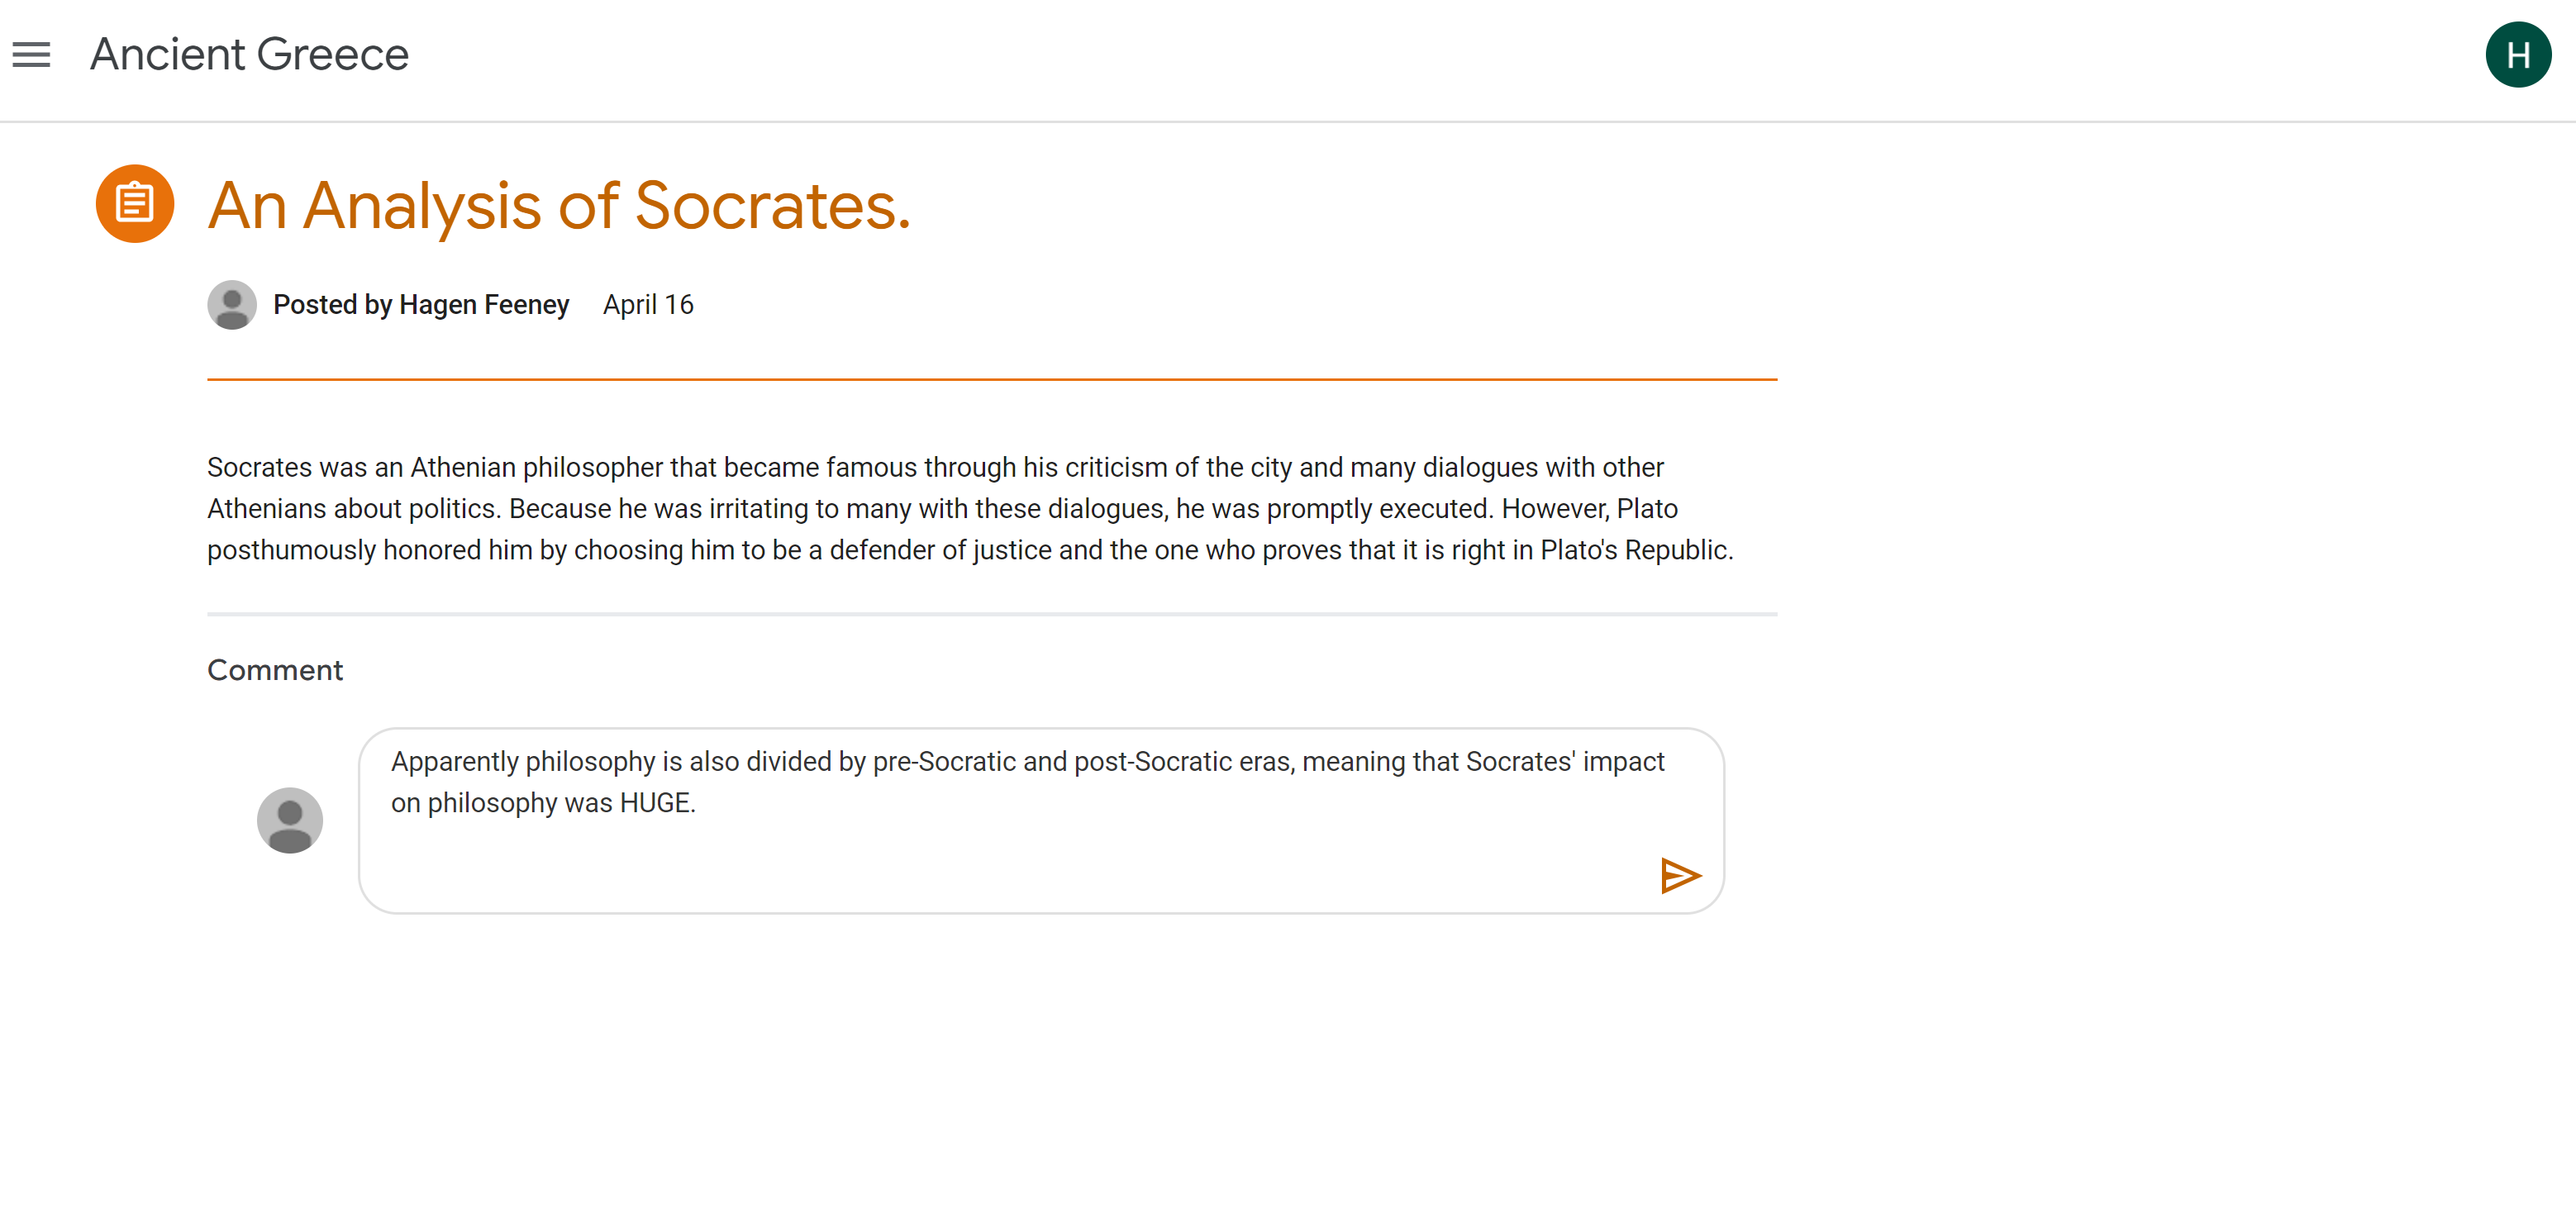 Ancient Greece
H
An Analysis of Socrates.
Posted by Hagen Feeney April 16
Socrates was an Athenian philosopher that became famous through his criticism of the city and many dialogues with other
Athenians about politics. Because he was irritating to many with these dialogues, he was promptly executed. However, Plato
posthumously honored him by choosing him to be a defender of justice and the one who proves that it is right in Plato's Republic.
Comment
Apparently philosophy is also divided by pre-Socratic and post-Socratic eras, meaning that Socrates' impact
on philosophy was HUGE.